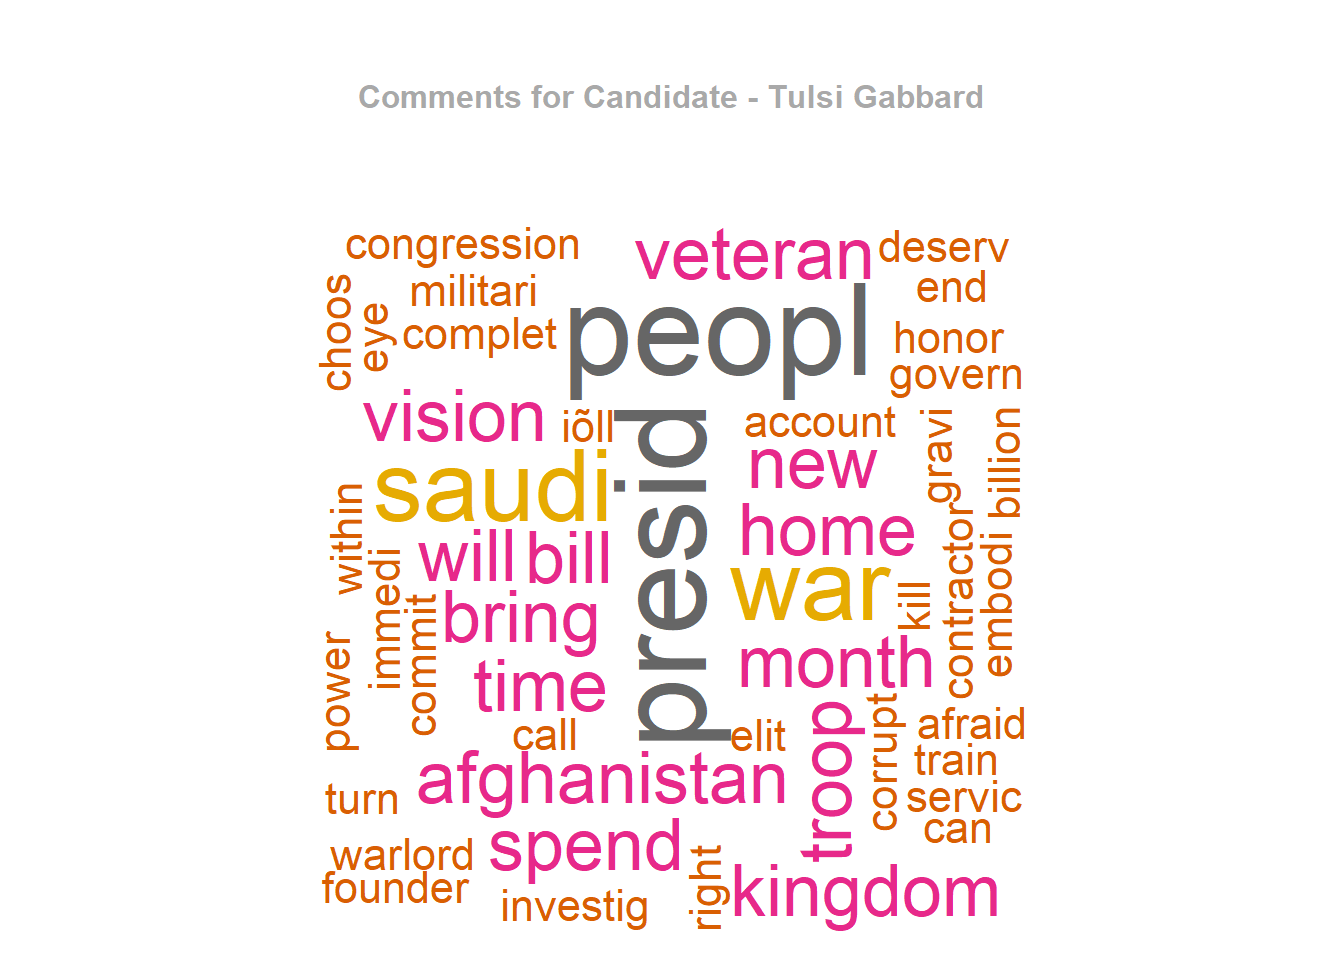 Comments for Candidate - Tulsi Gabbard
congression
veteran
deserv
militari
end
choos
eye
complet
peopl
honor
govern
vision
iõll
presid
account
new
gravi
billion
saudi
home
within
will
bill
war
kill
contractor
embodi
immedi
commit
bring
month
power
time
call
elit
troop
corrupt
afraid
train
afghanistan
turn
servic
can
spend
warlord
founder
investig
right
kingdom